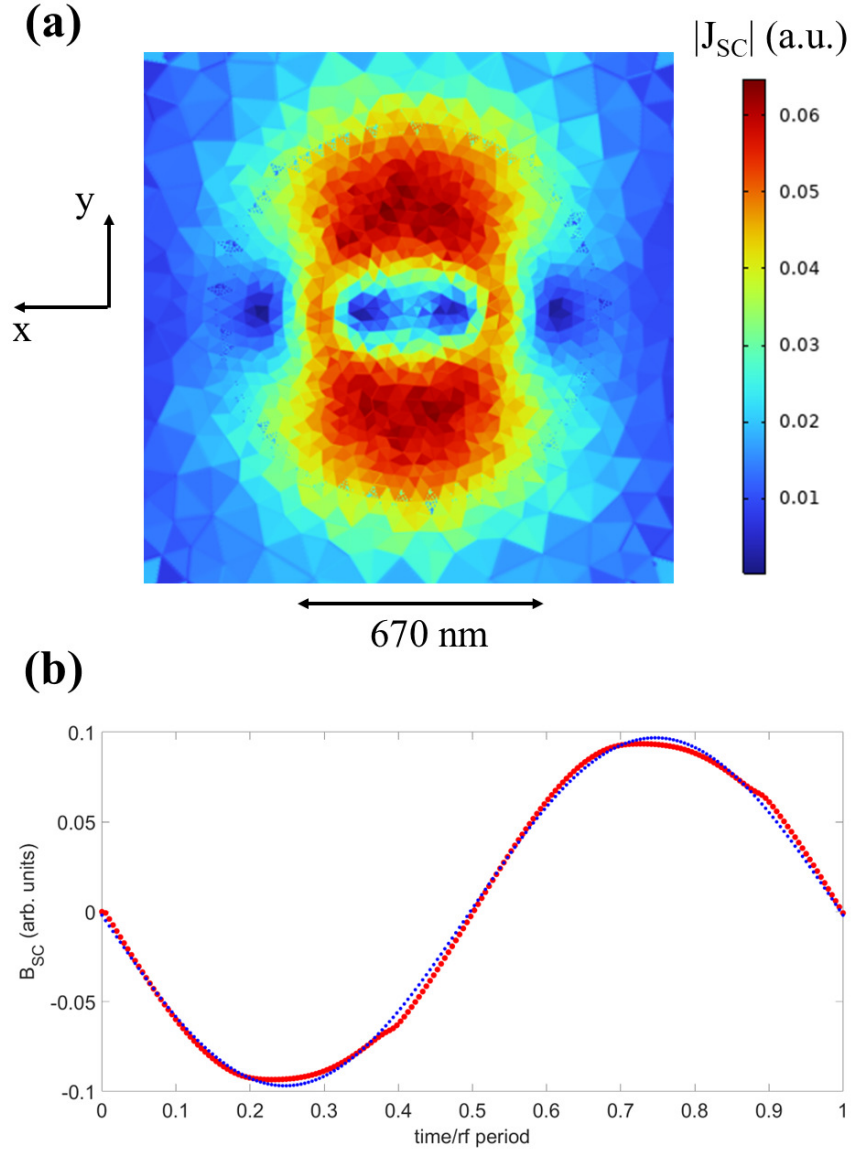 (a)
|J_SC| (a.u.)
0.06
0.05
0.04
0.03
0.02
0.01
y
x
670 nm
(b)
0.1
0.05
0
-0.05
-0.1
B_SC (arb. units)
0 0.1 0.2 0.3 0.4 0.5 0.6 0.7 0.8 0.9 1
time/rf period